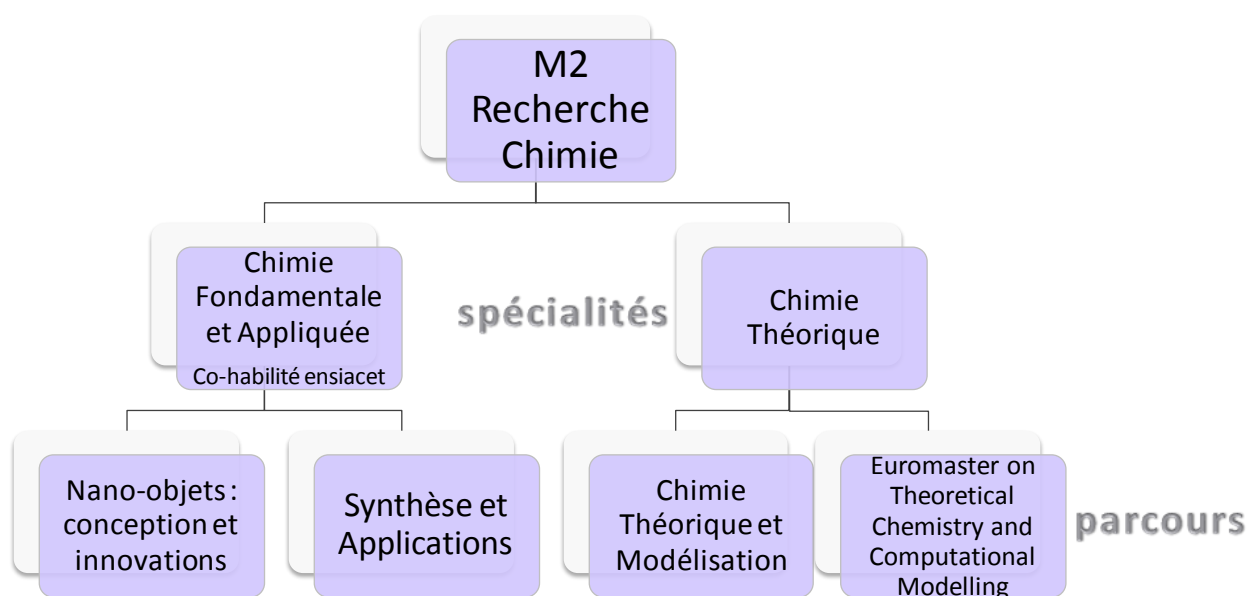 M2
Recherche
Chimie
Chimie
Fondamentale
et Appliquée
Co-habilité ensiacet
spécialités
Chimie
Théorique
Nano-objets :
conception et
innovations
Synthèse et
Applications
Chimie
Théorique et
Modélisation
Euromaster on
Theoretical
Chemistry and
Computational
Modelling
parcours